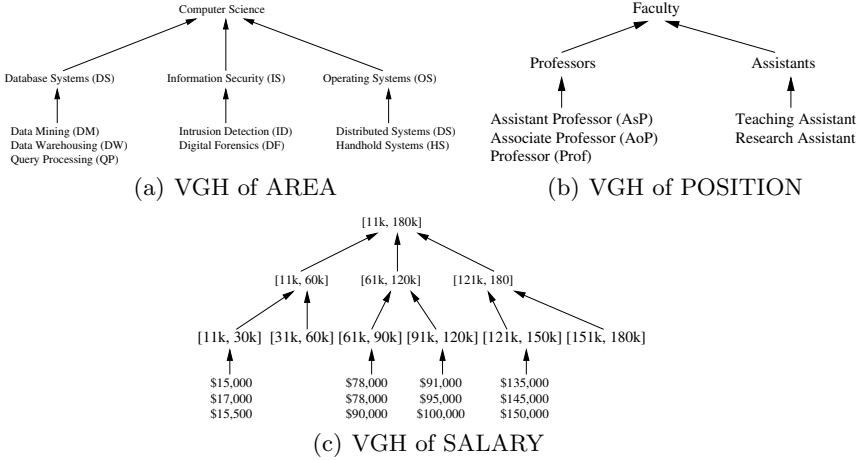 Computer Science
Database Systems (DS) Information Security (IS) Operating Systems (OS)
Data Mining (DM) Intrusion Detection (ID) Distributed Systems (DS)
Data Warehousing (DW) Digital Forensics (DF) Handhold Systems (HS)
Query Processing (QP)
(a) VGH of AREA
Faculty
Professors Assistants
Assistant Professor (AsP) Teaching Assistant
Associate Professor (AoP) Research Assistant
Professor (Prof)
(b) VGH of POSITION
[11k, 180k]
[11k, 60k] [61k, 120k] [121k, 180]
[11k, 30k] [31k, 60k] [61k, 90k] [91k, 120k] [121k, 150k] [151k, 180k]
$15,000 $78,000 $91,000 $135,000
$17,000 $78,000 $95,000 $145,000
$15,500 $90,000 $100,000 $150,000
(c) VGH of SALARY